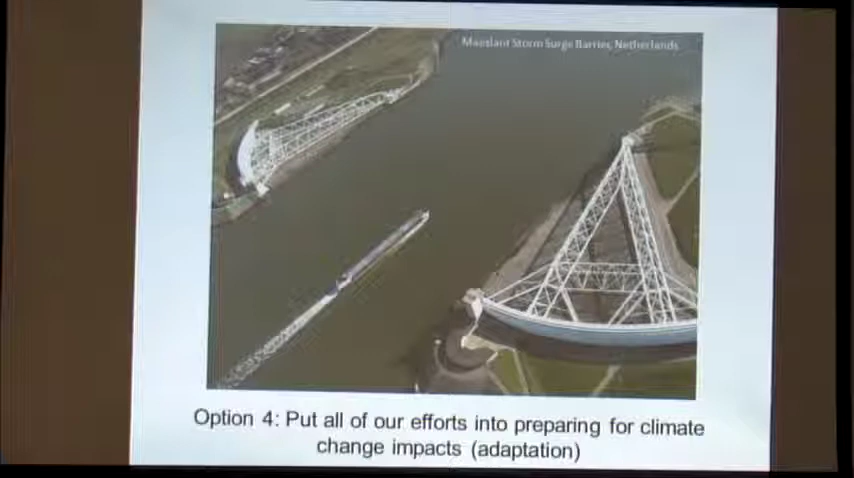 Maeslant Storm Surge Barrier, Netherlands
Option 4: Put all of our efforts into preparing for climate
change impacts (adaptation)